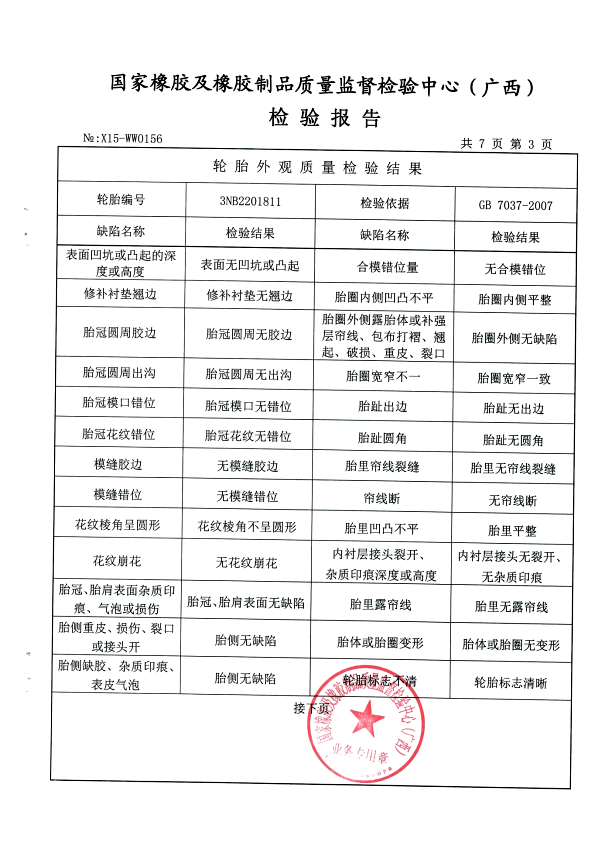 国家橡胶及橡胶制品质量监督检验中心（广西）
检验报告
№:X15-WW0156
共 7 页 第 3 页
轮胎外观质量检验结果
轮胎编号 3NB2201811 检验依据 GB 7037-2007
缺陷名称 检验结果 缺陷名称 检验结果
表面凹坑或凸起的深
度或高度 表面无凹坑或凸起 合模错位量 无合模错位
修补衬垫翘边 修补衬垫无翘边 胎圈内侧凹凸不平 胎圈内侧平整
胎冠圆周胶边 胎冠圆周无胶边 胎圈外侧露胎体或补强
层帘线、包布打褶、翘
起、破损、重皮、裂口 胎圈外侧无缺陷
胎冠圆周出沟 胎冠圆周无出沟 胎圈宽窄不一 胎圈宽窄一致
胎冠模口错位 胎冠模口无错位 胎趾出边 胎趾无出边
胎冠花纹错位 胎冠花纹无错位 胎趾圆角 胎趾无圆角
模缝胶边 无模缝胶边 胎里帘线裂缝 胎里无帘线裂缝
模缝错位 无模缝错位 帘线断 无帘线断
花纹棱角呈圆形 花纹棱角不呈圆形 胎里凹凸不平 胎里平整
花纹崩花 无花纹崩花 内衬层接头裂开、
杂质印痕深度或高度 内衬层接头无裂开、
无杂质印痕
胎冠、胎肩表面杂质印
痕、气泡或损伤 胎冠、胎肩表面无缺陷 胎里露帘线 胎里无露帘线
胎侧重皮、损伤、裂口
或接头开 胎侧无缺陷 胎体或胎圈变形 胎体或胎圈无变形
胎侧缺胶、杂质印痕、
表皮气泡 胎侧无缺陷 轮胎标志不清 轮胎标志清晰
接下页
国家橡胶及橡胶制品质量监督检验中心（广西）
业务专用章